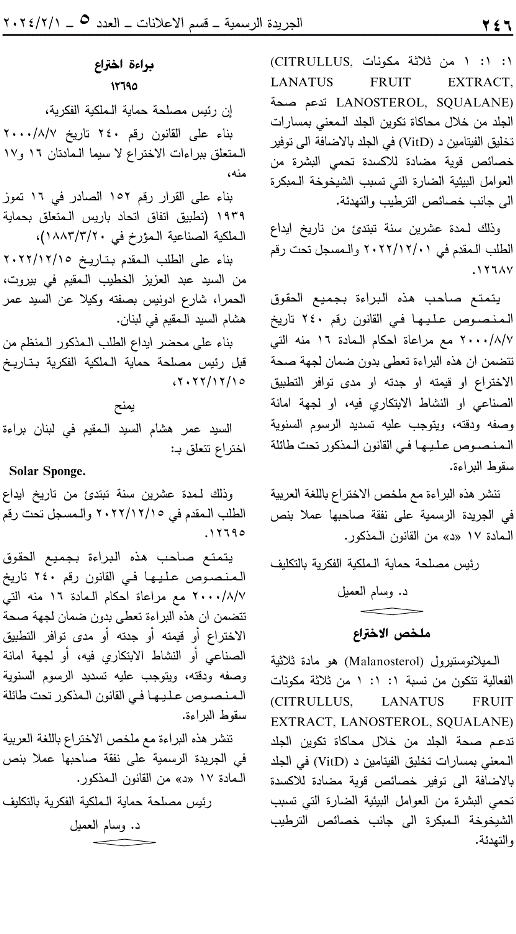 ٢٤٦
الجريدة الرسمية – قسم الاعلانات – العدد ٥ – ٢٠٢٤/٢/١
١: ١: ١ من ثلاثة مكونات (CITRULLUS,
LANATUS FRUIT EXTRACT,
LANOSTEROL, SQUALANE) تدعم صحة
الجلد من خلال محاكاة تكوين الجلد المعني بمسارات
تخليق الفيتامين د (VitD) في الجلد بالاضافة الى توفير
خصائص قوية مضادة للاكسدة تحمي البشرة من
العوامل البيئية الضارة التي تسبب الشيخوخة المبكرة
الى جانب خصائص الترطيب والتهدئة.
وذلك لمدة عشرين سنة تبتدئ من تاريخ ايداع
الطلب المقدم في ٢٠٢٢/١٢/٠١ والمسجل تحت رقم
١٢٦٨٧.
يتمتع صاحب هذه البراءة بجميع الحقوق
المنصوص عليها في القانون رقم ٢٤٠ تاريخ
٢٠٠٠/٨/٧ مع مراعاة احكام المادة ١٦ منه التي
تتضمن ان هذه البراءة تعطى بدون ضمان لجهة صحة
الاختراع او قيمته او جدته او مدى توافر التطبيق
الصناعي او النشاط الابتكاري فيه، او لجهة امانة
وصفه ودقته، ويتوجب عليه تسديد الرسوم السنوية
المنصوص عليها في القانون المذكور تحت طائلة
سقوط البراءة.
تنشر هذه البراءة مع ملخص الاختراع باللغة العربية
في الجريدة الرسمية على نفقة صاحبها عملا بنص
المادة ١٧ «د» من القانون المذكور.
رئيس مصلحة حماية الملكية الفكرية بالتكليف
د. وسام العميل
ملخص الاختراع
الميلانوستيرول (Malanosterol) هو مادة ثلاثية
الفعالية تتكون من نسبة ١: ١: ١ من ثلاثة مكونات
(CITRULLUS, LANATUS FRUIT
EXTRACT, LANOSTEROL, SQUALANE)
تدعم صحة الجلد من خلال محاكاة تكوين الجلد
المعني بمسارات تخليق الفيتامين د (VitD) في الجلد
بالاضافة الى توفير خصائص قوية مضادة للاكسدة
تحمي البشرة من العوامل البيئية الضارة التي تسبب
الشيخوخة المبكرة الى جانب خصائص الترطيب
والتهدئة.
براءة اختراع
١٢٦٩٥
إن رئيس مصلحة حماية الملكية الفكرية،
بناء على القانون رقم ٢٤٠ تاريخ ٢٠٠٠/٨/٧
المتعلق ببراءات الاختراع لا سيما المادتان ١٦ و١٧
منه،
بناء على القرار رقم ١٥٢ الصادر في ١٦ تموز
١٩٣٩ (تطبيق اتفاق اتحاد باريس المتعلق بحماية
الملكية الصناعية المؤرخ في ١٨٨٣/٣/٢٠)،
بناء على الطلب المقدم بتاريخ ٢٠٢٢/١٢/١٥
من السيد عبد العزيز الخطيب المقيم في بيروت،
الحمرا، شارع ادونيس بصفته وكيلا عن السيد عمر
هشام السيد المقيم في لبنان.
بناء على محضر ايداع الطلب المذكور المنظم من
قبل رئيس مصلحة حماية الملكية الفكرية بتاريخ
٢٠٢٢/١٢/١٥،
يمنح
السيد عمر هشام السيد المقيم في لبنان براءة
اختراع تتعلق بـ:
Solar Sponge.
وذلك لمدة عشرين سنة تبتدئ من تاريخ ايداع
الطلب المقدم في ٢٠٢٢/١٢/١٥ والمسجل تحت رقم
١٢٦٩٥.
يتمتع صاحب هذه البراءة بجميع الحقوق
المنصوص عليها في القانون رقم ٢٤٠ تاريخ
٢٠٠٠/٨/٧ مع مراعاة احكام المادة ١٦ منه التي
تتضمن ان هذه البراءة تعطى بدون ضمان لجهة صحة
الاختراع أو قيمته أو جدته أو مدى توافر التطبيق
الصناعي أو النشاط الابتكاري فيه، أو لجهة امانة
وصفه ودقته، ويتوجب عليه تسديد الرسوم السنوية
المنصوص عليها في القانون المذكور تحت طائلة
سقوط البراءة.
تنشر هذه البراءة مع ملخص الاختراع باللغة العربية
في الجريدة الرسمية على نفقة صاحبها عملا بنص
المادة ١٧ «د» من القانون المذكور.
رئيس مصلحة حماية الملكية الفكرية بالتكليف
د. وسام العميل